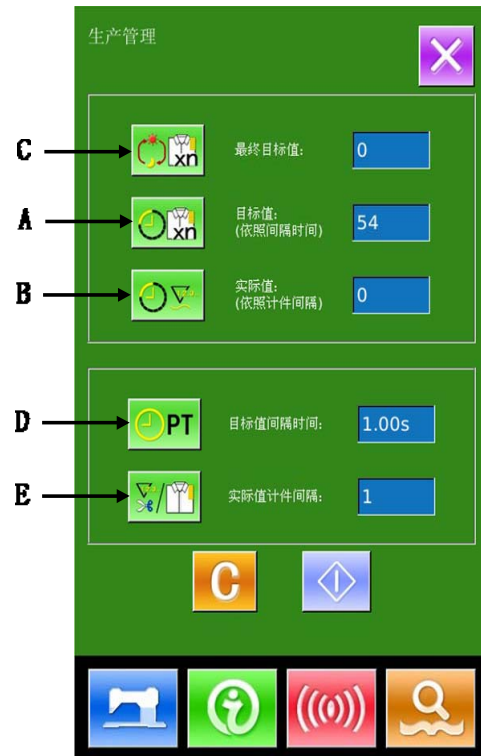 生产管理
C
xn
最终目标值:
0
A
xn
目标值:
(依照间隔时间)
54
B
实际值:
(依照计件间隔)
0
D
PT
目标值间隔时间:
1.00s
E
实际值计件间隔:
1
C